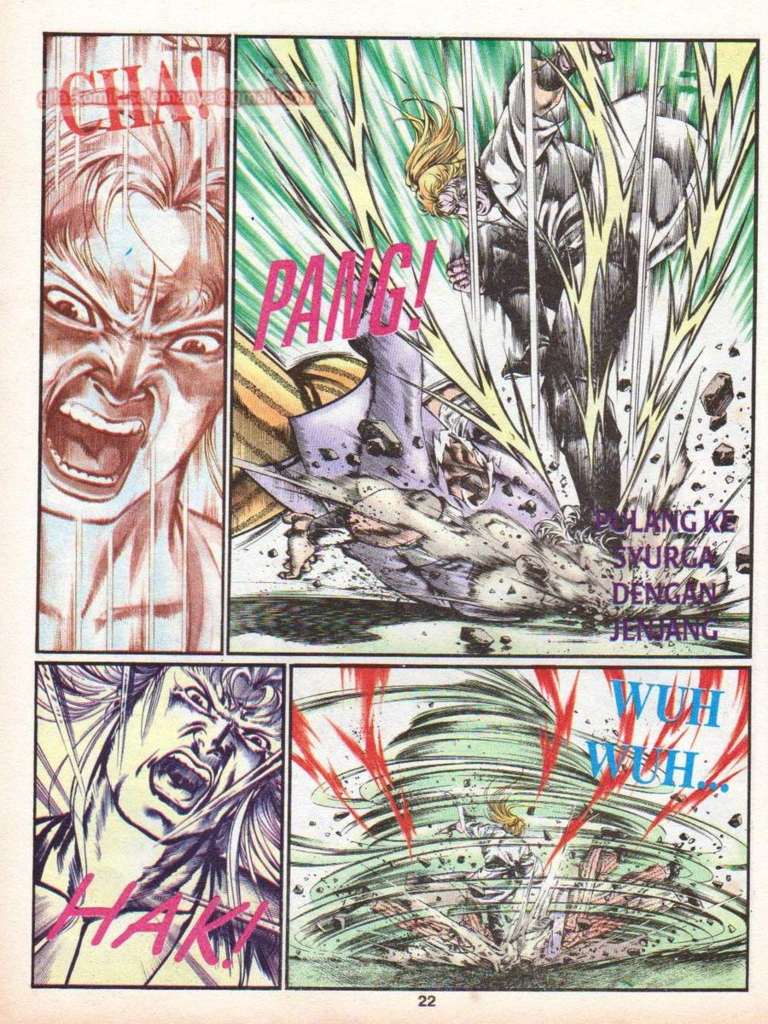 CHA!
PANG!
PULANG KE
SYURGA
DENGAN
JENJANG
HAK!
WUH
WUH...
22